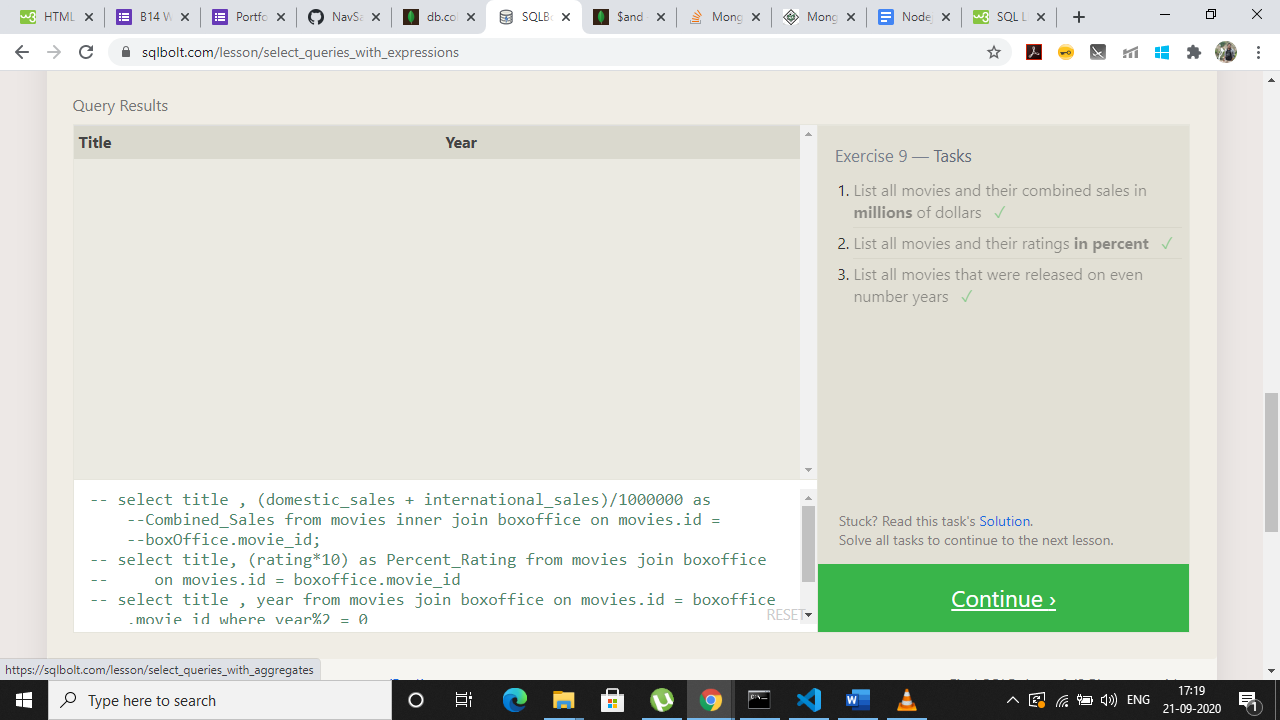 HTML
B14 W
Portfo
NavSa
db.co
SQLB
$and
Mong
Mong
Node
SQL L
sqlbolt.com/lesson/select_queries_with_expressions
Query Results
Title Year
Exercise 9 — Tasks
1. List all movies and their combined sales in
millions of dollars ✓
2. List all movies and their ratings in percent ✓
3. List all movies that were released on even
number years ✓
Stuck? Read this task's Solution.
Solve all tasks to continue to the next lesson.
Continue ›
-- select title , (domestic_sales + international_sales)/1000000 as
--Combined_Sales from movies inner join boxoffice on movies.id =
--boxOffice.movie_id;
-- select title, (rating*10) as Percent_Rating from movies join boxoffice
-- on movies.id = boxoffice.movie_id
-- select title , year from movies join boxoffice on movies.id = boxoffice
.movie_id where year%2 = 0
RESET
https://sqlbolt.com/lesson/select_queries_with_aggregates
Type here to search
ENG
17:19
21-09-2020
1